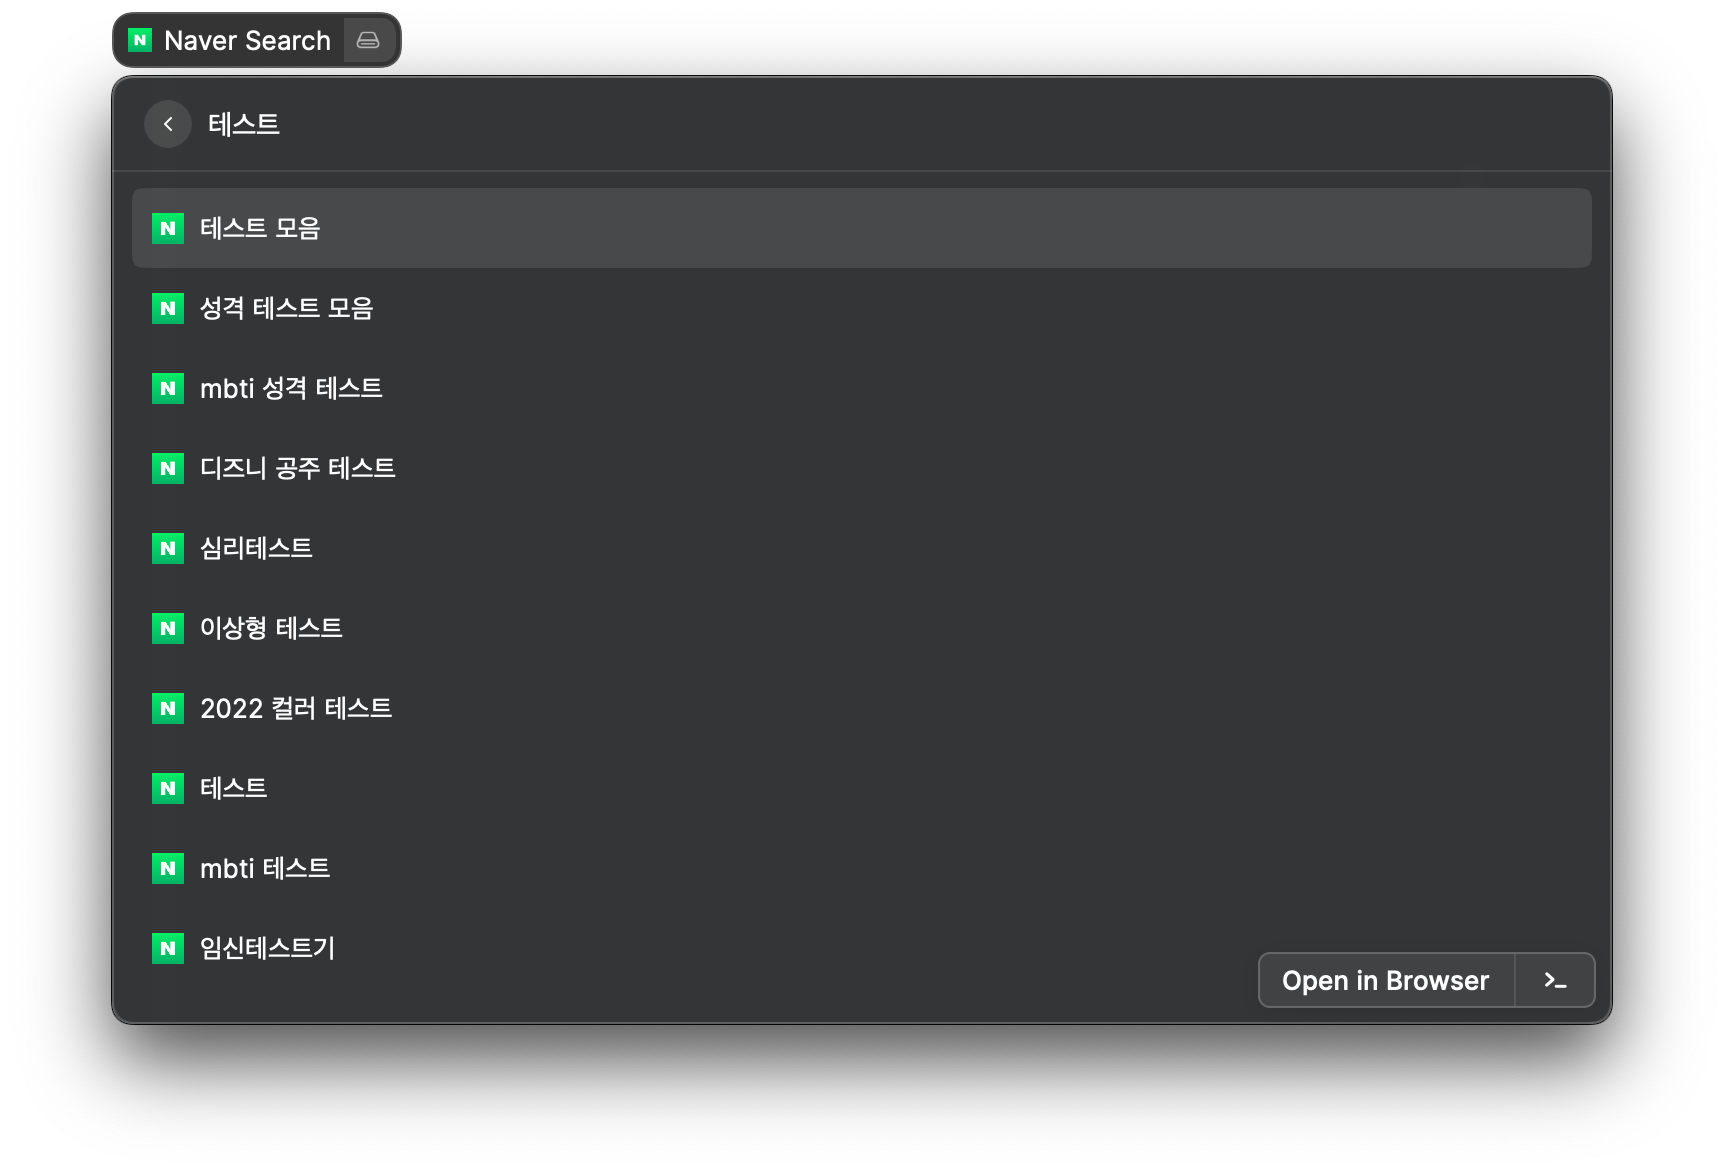 Naver Search
테스트
테스트 모음
성격 테스트 모음
mbti 성격 테스트
디즈니 공주 테스트
심리테스트
이상형 테스트
2022 컬러 테스트
테스트
mbti 테스트
임신테스트기
Open in Browser